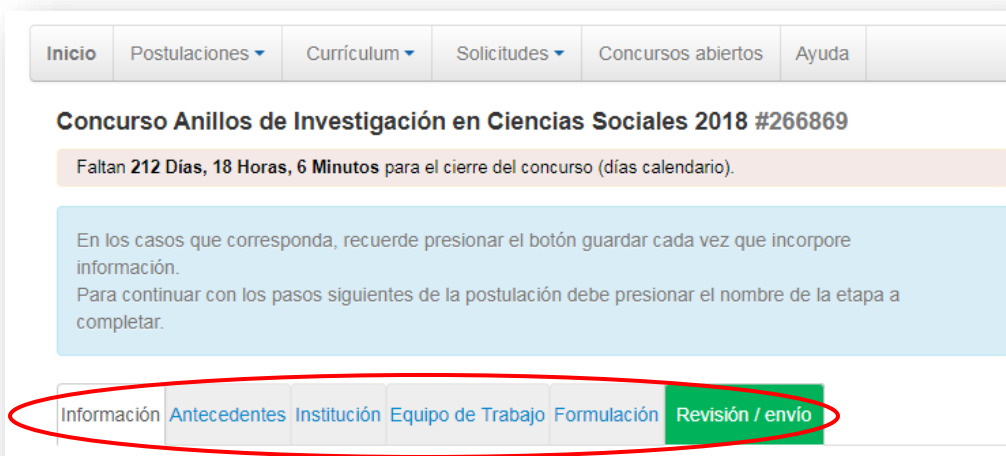 Inicio Postulaciones Currículum Solicitudes Concursos abiertos Ayuda
Concurso Anillos de Investigación en Ciencias Sociales 2018 #266869
Faltan 212 Días, 18 Horas, 6 Minutos para el cierre del concurso (días calendario).
En los casos que corresponda, recuerde presionar el botón guardar cada vez que incorpore
información.
Para continuar con los pasos siguientes de la postulación debe presionar el nombre de la etapa a
completar.
Información Antecedentes Institución Equipo de Trabajo Formulación Revisión / envío